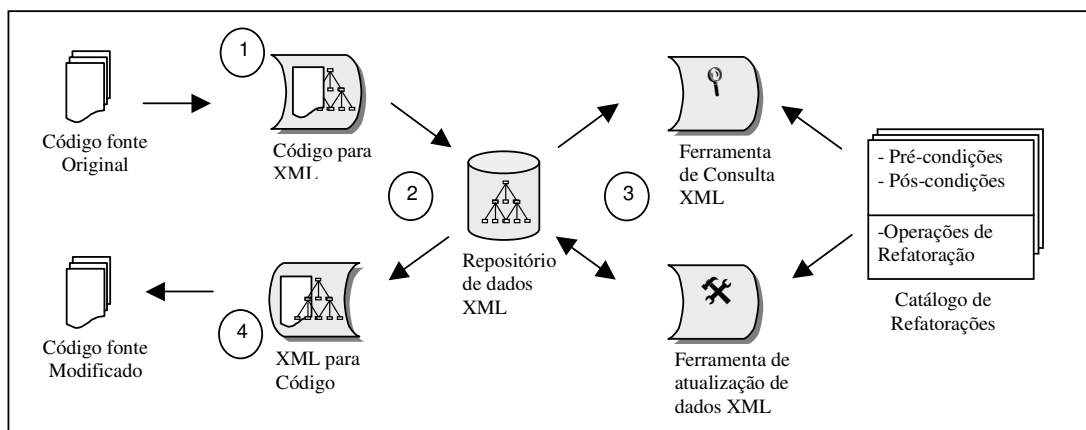 1
Código fonte
Original
Código para
XML
2
Repositório
de dados
XML
3
Ferramenta
de Consulta
XML
- Pré-condições
- Pós-condições
-Operações de
Refatoração
Catálogo de
Refatorações
Código fonte
Modificado
4
XML para
Código
Ferramenta de
atualização de
dados XML